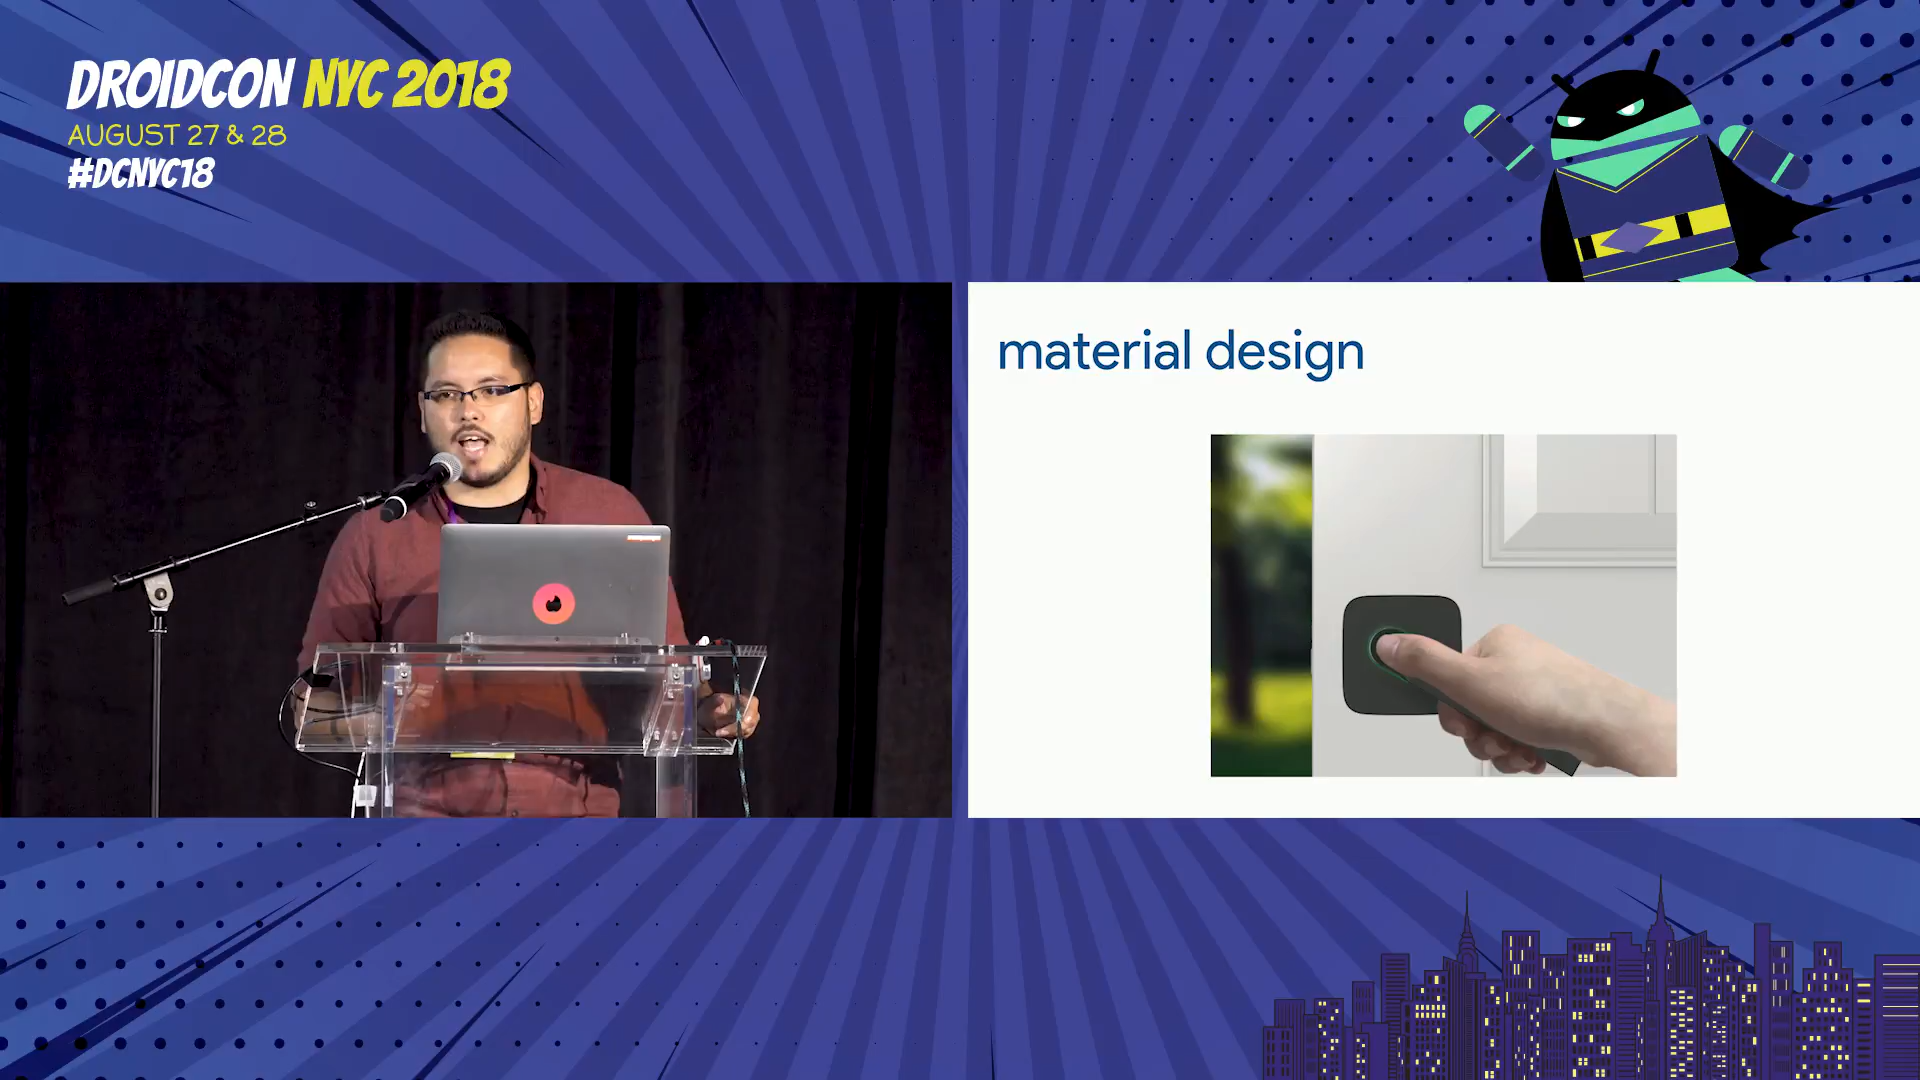 DROIDCON NYC 2018
AUGUST 27 & 28
#DCNYC18
material design